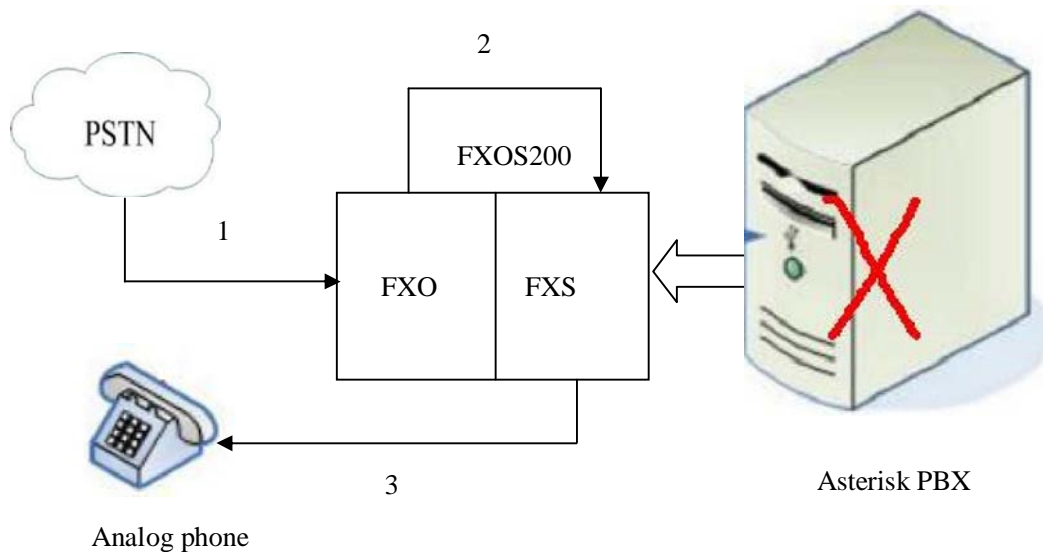 2
PSTN
FXOS200
1
FXO
FXS
3
Asterisk PBX
Analog phone